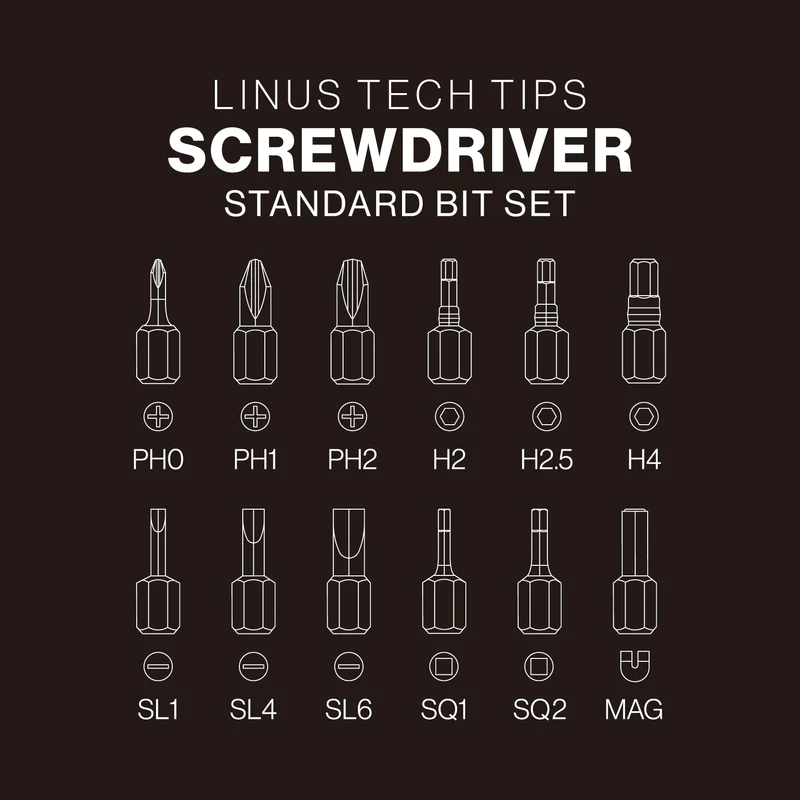 LINUS TECH TIPS
SCREWDRIVER
STANDARD BIT SET
PH0 PH1 PH2 H2 H2.5 H4
SL1 SL4 SL6 SQ1 SQ2 MAG